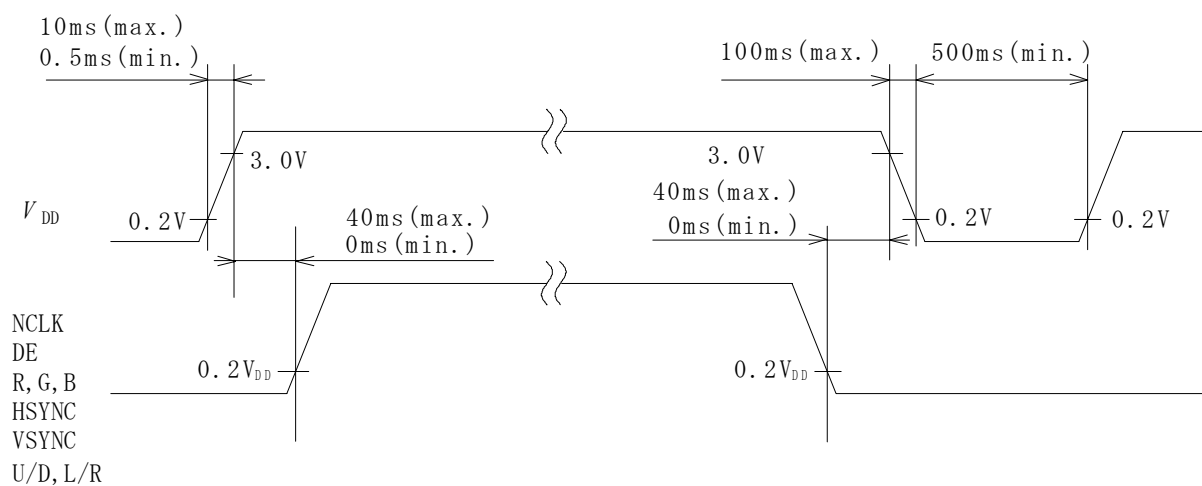 10ms(max.)
0.5ms(min.)
100ms(max.)
500ms(min.)
3.0V
3.0V
VDD
0.2V
0.2V
0.2V
40ms(max.)
0ms(min.)
40ms(max.)
0ms(min.)
NCLK
DE
R,G,B
HSYNC
VSYNC
U/D,L/R
0.2VDD
0.2VDD